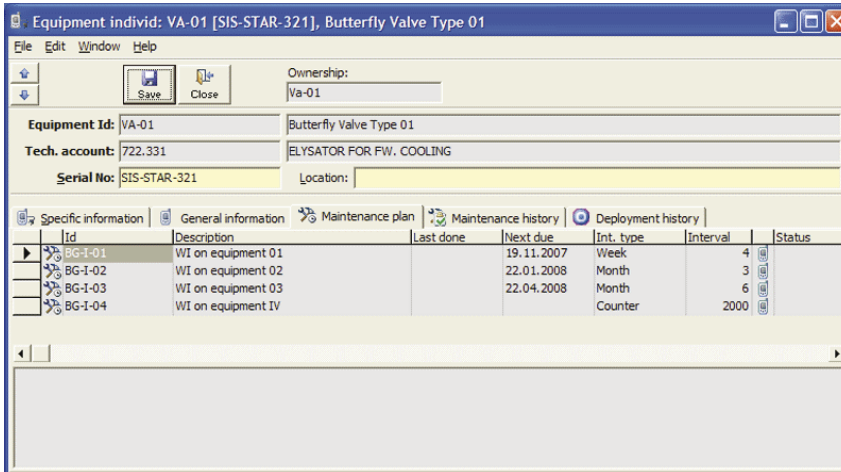 Equipment individ: VA-01 [SIS-STAR-321], Butterfly Valve Type 01
File Edit Window Help
Save Close Ownership: Va-01
Equipment Id: VA-01 Butterfly Valve Type 01
Tech. account: 722.331 ELYSATOR FOR FW. COOLING
Serial No: SIS-STAR-321 Location:
Specific information General information Maintenance plan Maintenance history Deployment history
Id Description Last done Next due Int. type Interval Status
BG-I-01 WI on equipment 01 19.11.2007 Week 4
BG-I-02 WI on equipment 02 22.01.2008 Month 3
BG-I-03 WI on equipment 03 22.04.2008 Month 6
BG-I-04 WI on equipment IV Counter 2000